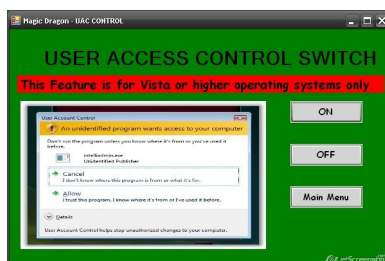 Magic Dragon - UAC CONTROL
USER ACCESS CONTROL SWITCH
This Feature is for Vista or higher operating systems only
User Account Control
An unidentified program wants access to your computer
Don't run the program unless you know where it's from or you've used it
before.
intelliadmin.exe
Unidentified Publisher
Cancel
I don't know where this program is from or what it's for.
Allow
I trust this program. I know where it's from or I've used it before.
Details
User Account Control helps stop unauthorized changes to your computer.
ON
OFF
Main Menu